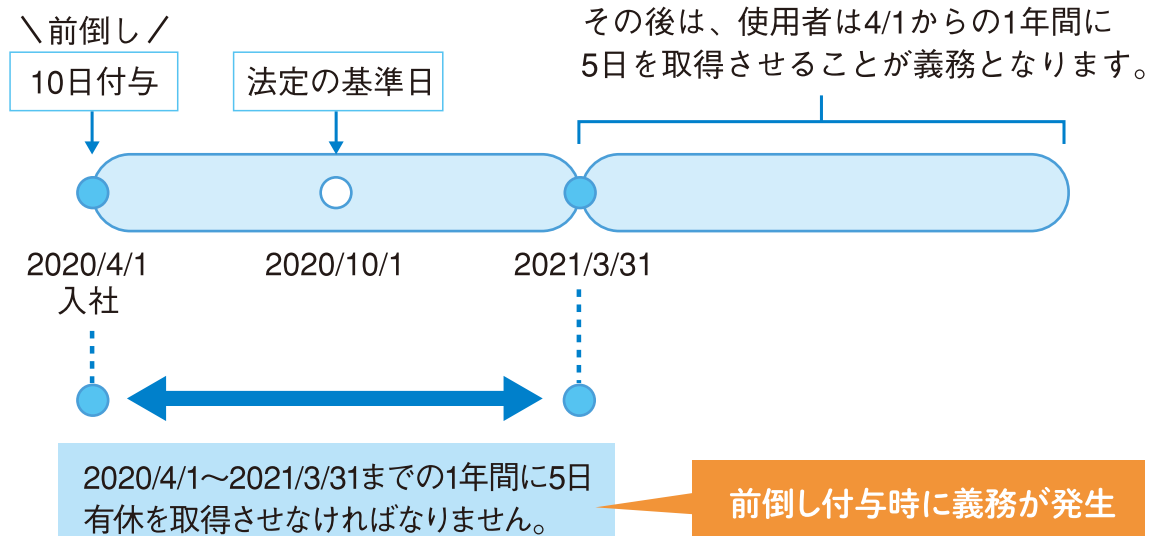 ＼前倒し／
10日付与
法定の基準日
その後は、使用者は4/1からの1年間に
5日を取得させることが義務となります。
2020/4/1
入社
2020/10/1
2021/3/31
2020/4/1～2021/3/31までの1年間に5日
有休を取得させなければなりません。
前倒し付与時に義務が発生